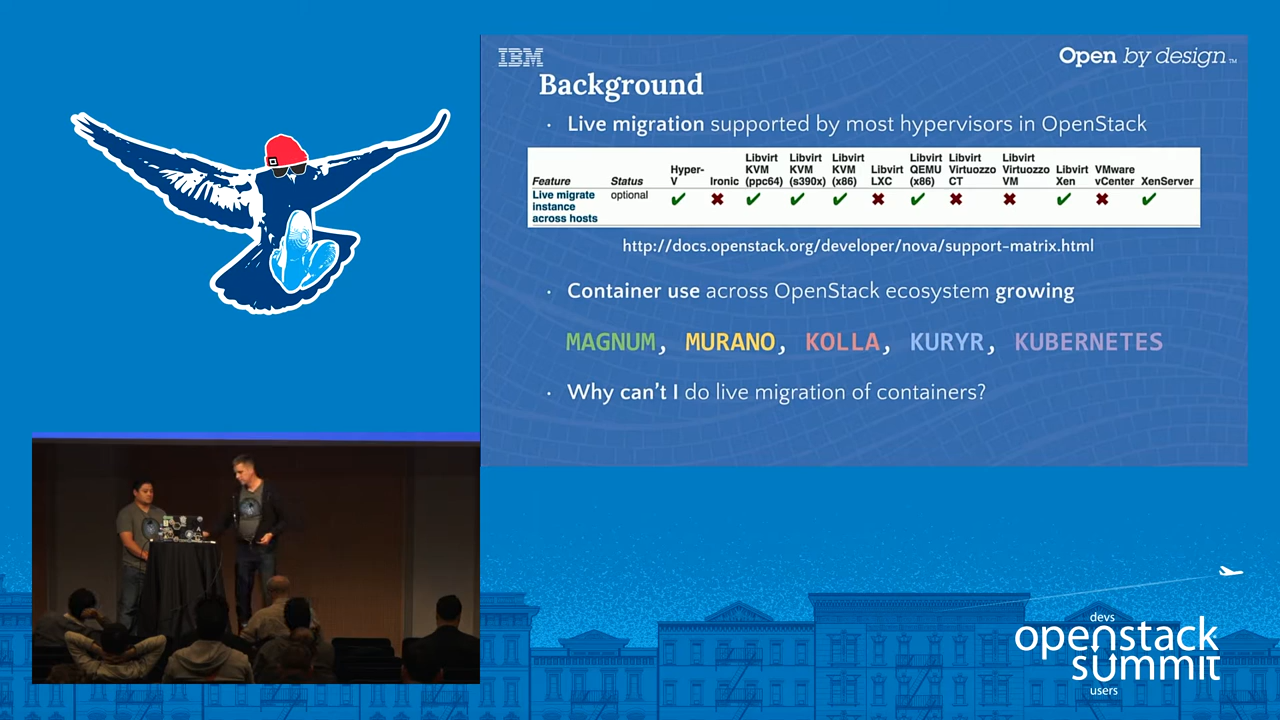 IBM
Open by design™
Background
· Live migration supported by most hypervisors in OpenStack
Feature Status Hyper-V Ironic Libvirt KVM (ppc64) Libvirt KVM (s390x) Libvirt KVM (x86) Libvirt LXC Libvirt QEMU (x86) Libvirt Virtuozzo CT Libvirt Virtuozzo VM Libvirt Xen VMware vCenter XenServer
Live migrate instance across hosts optional ✔ ✖ ✔ ✔ ✔ ✖ ✔ ✖ ✖ ✔ ✖ ✔
http://docs.openstack.org/developer/nova/support-matrix.html
· Container use across OpenStack ecosystem growing
MAGNUM, MURANO, KOLLA, KURYR, KUBERNETES
· Why can't I do live migration of containers?
devs
openstack
summit
users